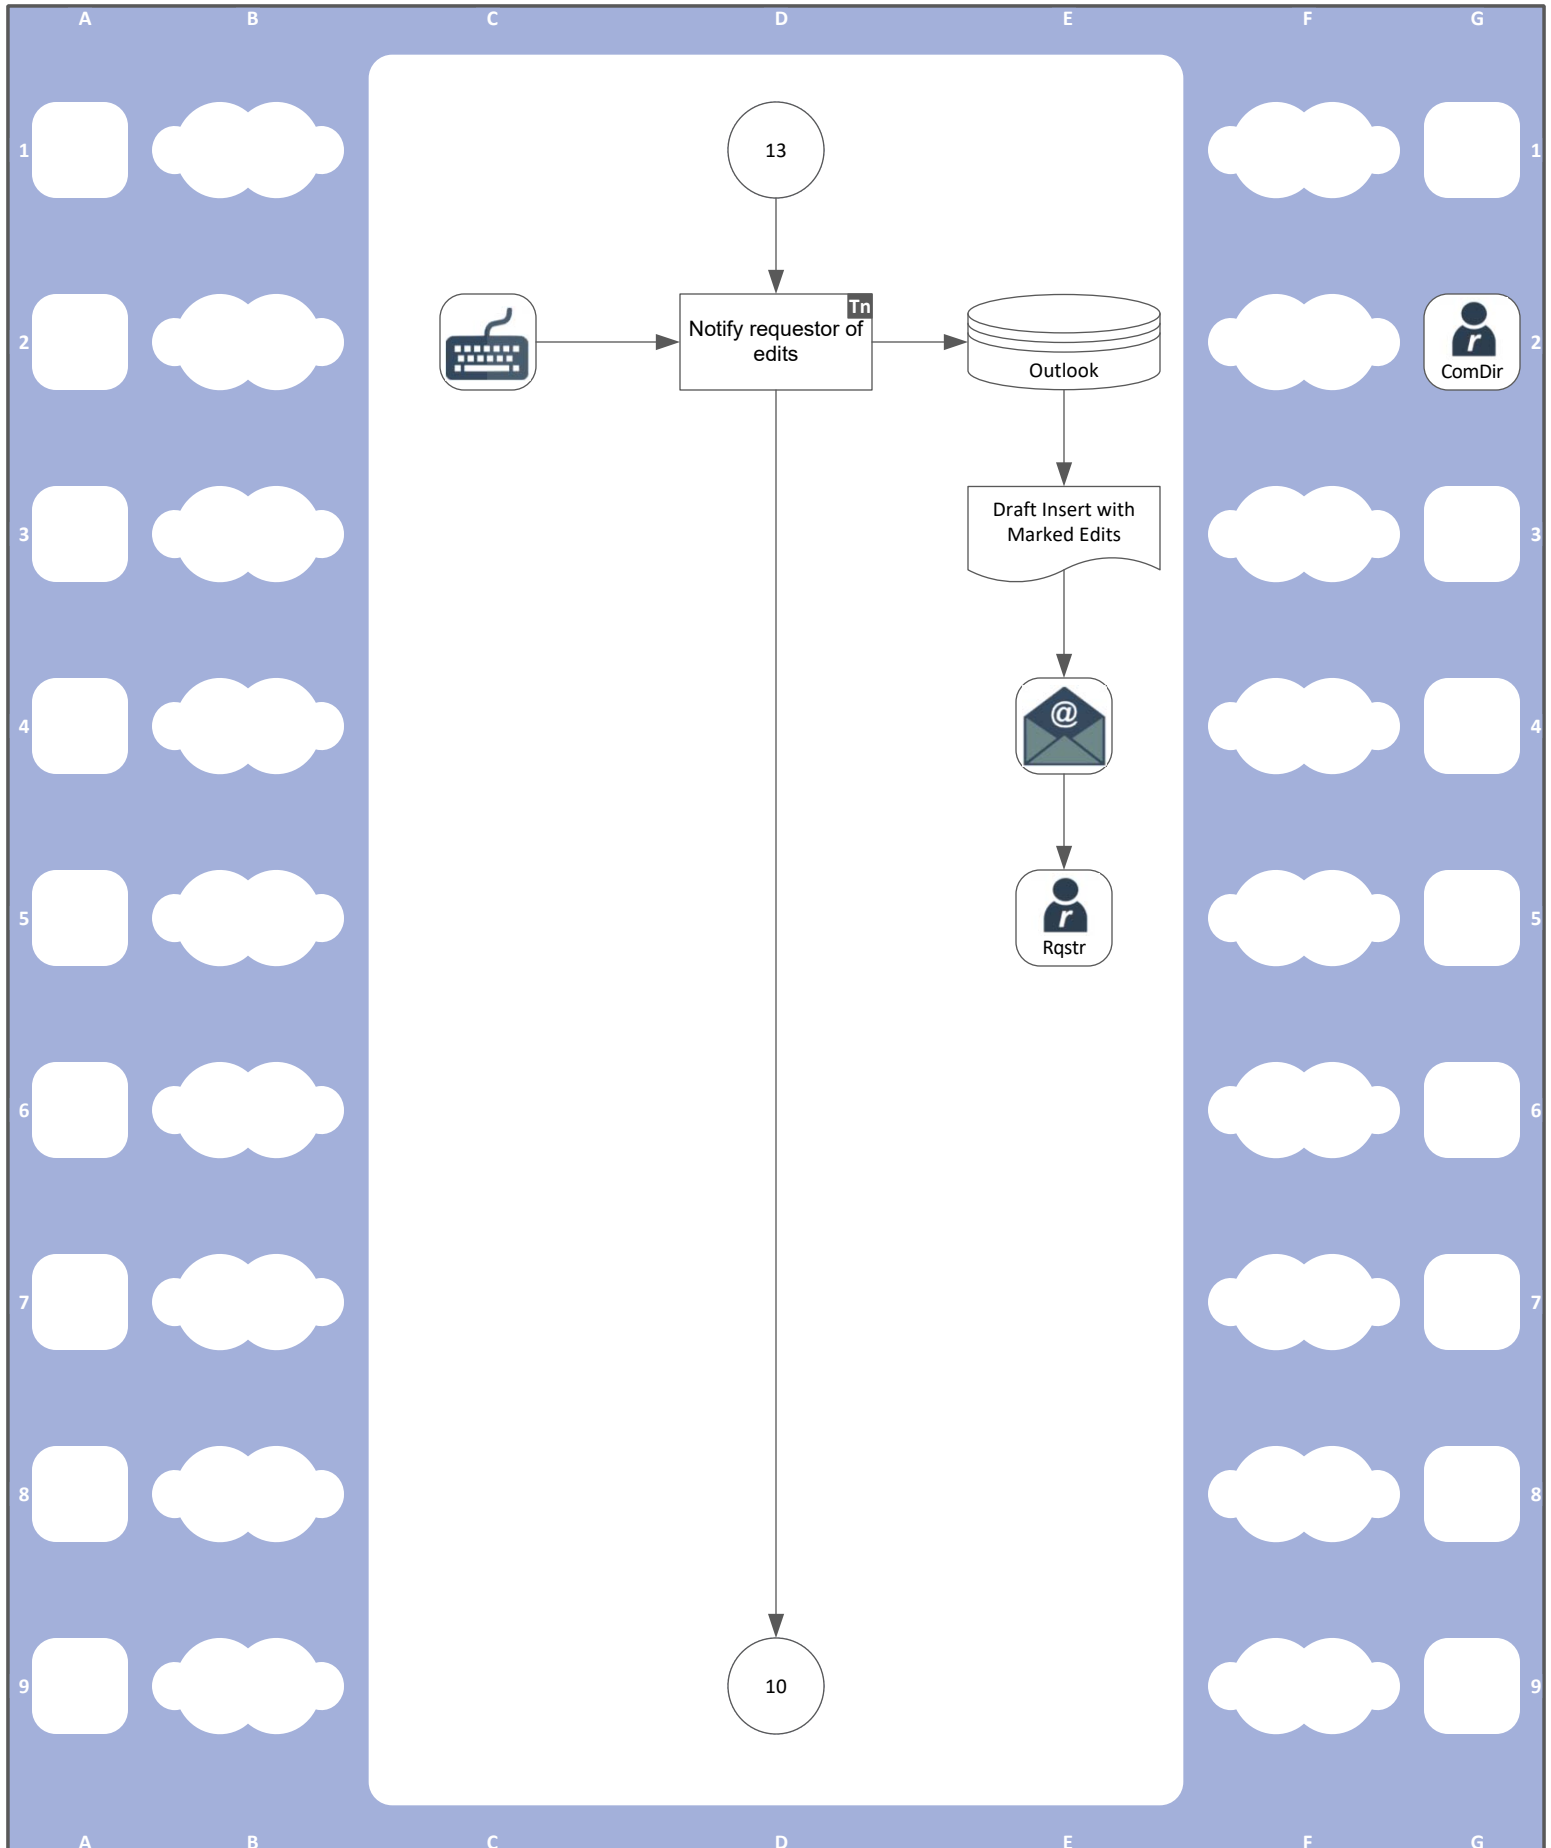 A B C D E F G
1 13 1
Tn
Notify requestor of
edits
2 Outlook ComDir 2
r
Draft Insert with
Marked Edits
3 3
@
4 4
r
5 Rqstr 5
6 6
7 7
8 8
9 10 9
A B C D E F G